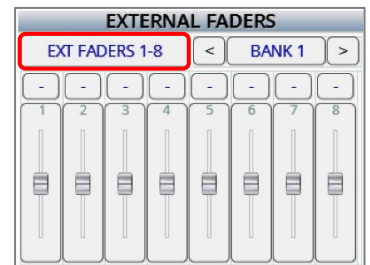 EXTERNAL FADERS
EXT FADERS 1-8 < BANK 1 >
- - - - - - - -
1 2 3 4 5 6 7 8